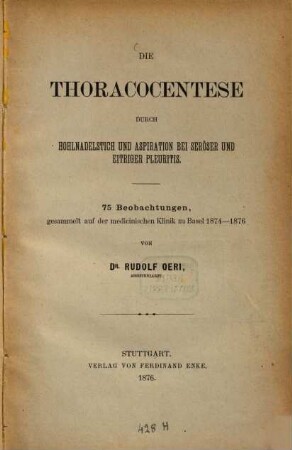 DIE
THORACOCENTESE
DURCH
HOHLNADELSTICH UND ASPIRATION BEI SERÖSER UND
EITRIGER PLEURITIS.
75 Beobachtungen,
gesammelt auf der medicinischen Klinik zu Basel 1874—1876
VON
DR. RUDOLF OERI,
STUTTGART.
VERLAG VON FERDINAND ENKE.
1876.
428 H